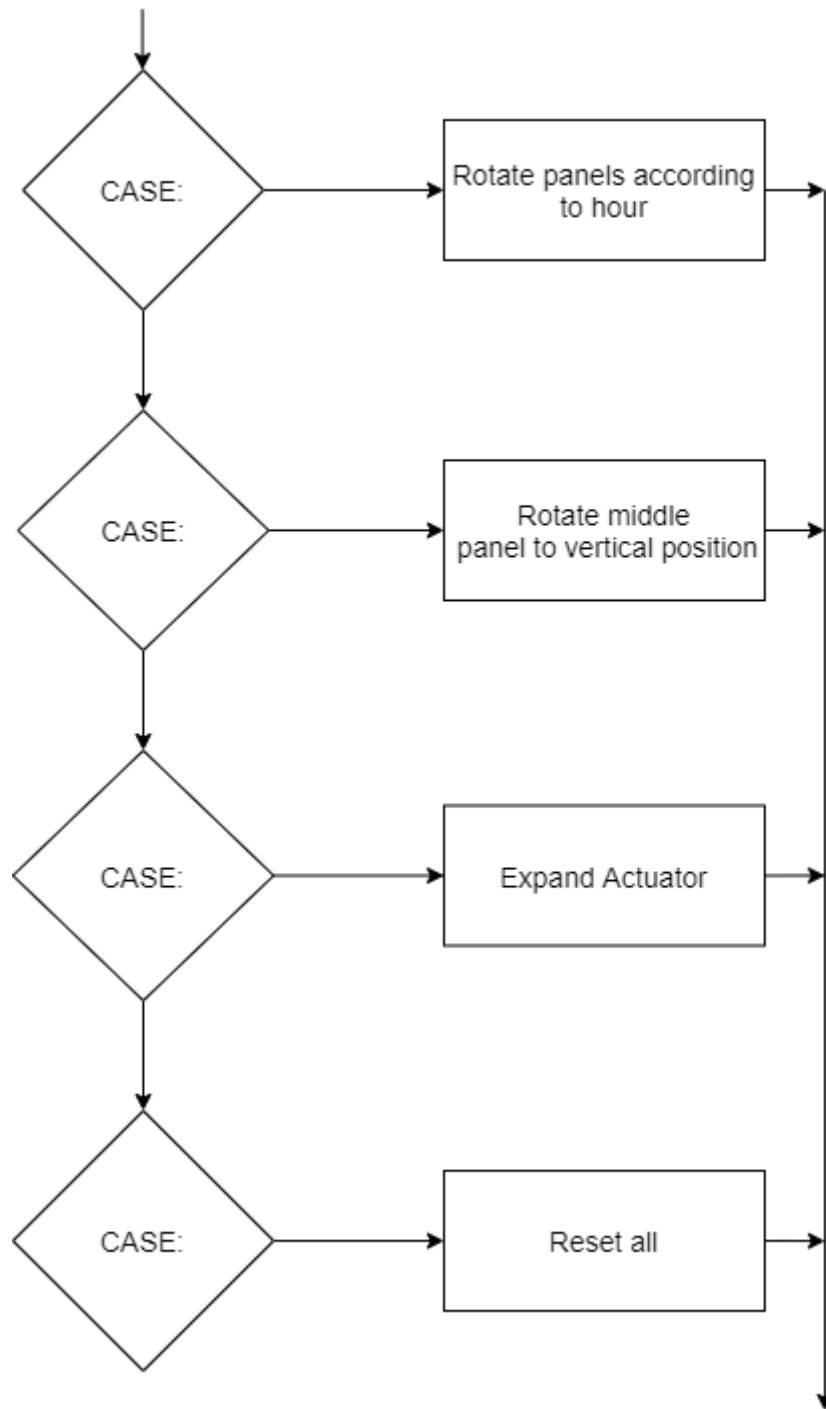 CASE:
Rotate panels according
to hour
CASE:
Rotate middle
panel to vertical position
CASE:
Expand Actuator
CASE:
Reset all